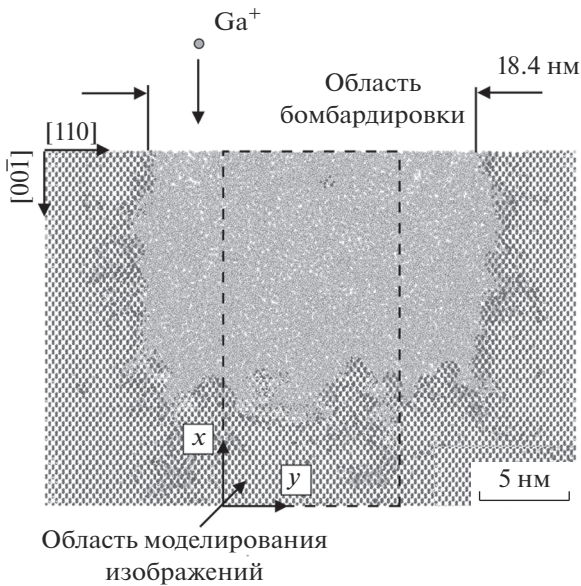 Ga⁺
18.4 нм
Область
бомбардировки
[110]
[001̄]
x
y
5 нм
Область моделирования
изображений